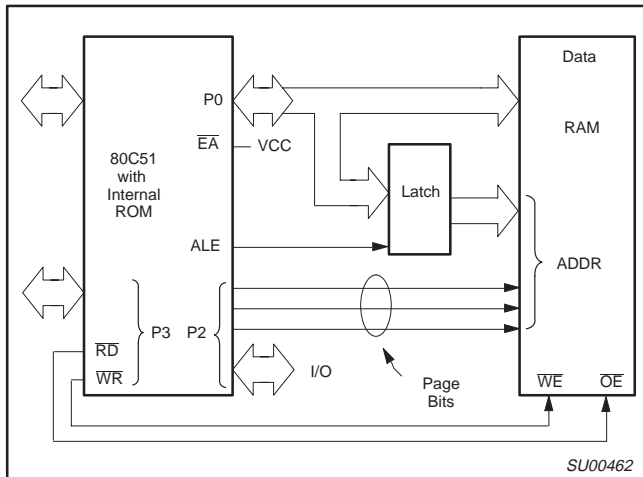 Data
P0
RAM
EA
VCC
80C51
with
Internal
ROM
Latch
ALE
ADDR
P3
P2
RD
WR
I/O
Page
Bits
WE
OE
SU00462